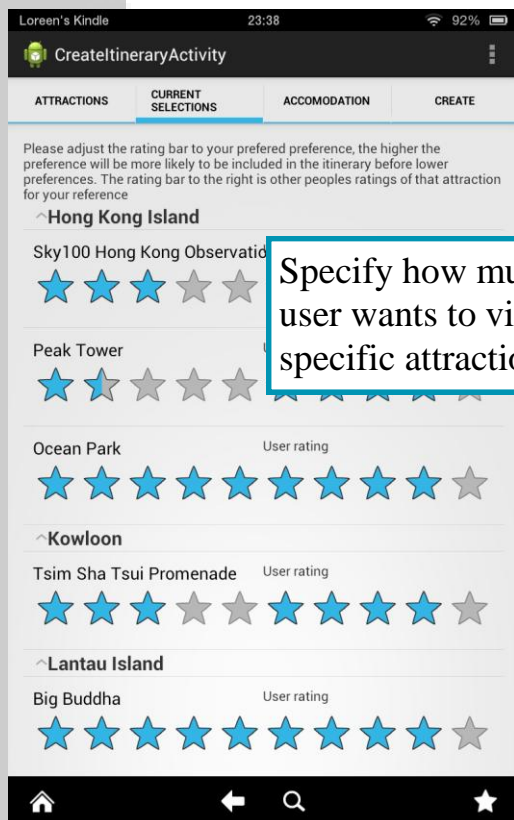 Loreen's Kindle 23:38 92%
CreateItineraryActivity
ATTRACTIONS CURRENT SELECTIONS ACCOMODATION CREATE
Please adjust the rating bar to your prefered preference, the higher the
preference will be more likely to be included in the itinerary before lower
preferences. The rating bar to the right is other peoples ratings of that attraction
for your reference
Hong Kong Island
Sky100 Hong Kong
Specify how
user wants to
specific
Peak Tower
Ocean Park User rating
Kowloon
Tsim Sha Tsui Promenade User rating
Lantau Island
Big Buddha User rating